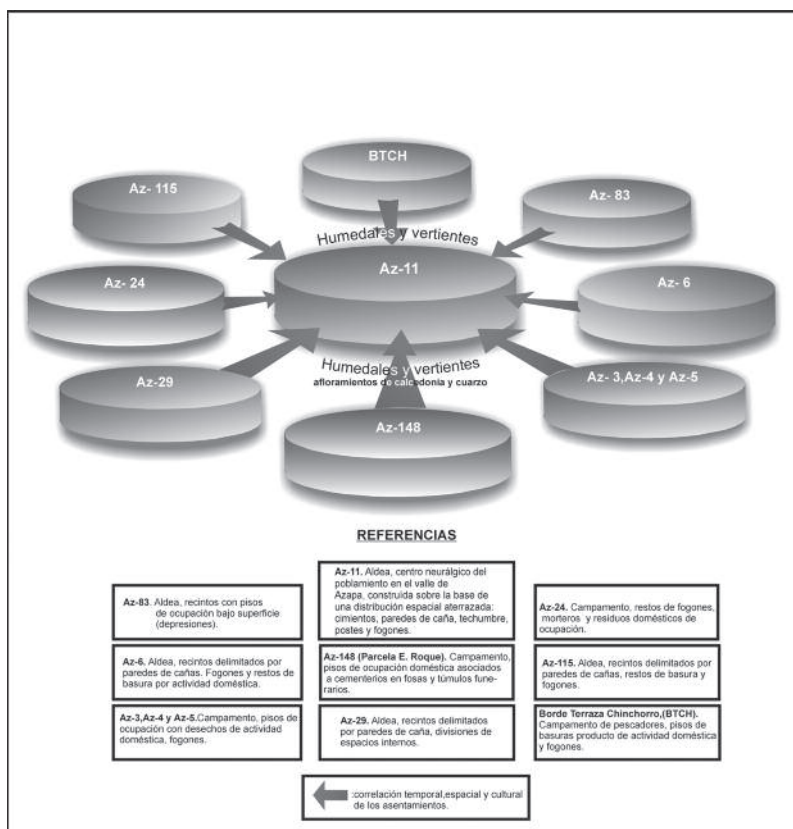 BTCH
Az- 115
Az- 83
Humedales y vertientes
Az-11
Az- 24
Az- 6
Humedales y vertientes
afloramientos de calcedonia y cuarzo
Az-29
Az- 3,Az-4 y Az-5
Az-148
REFERENCIAS
Az-83. Aldea, recintos con pisos
de ocupación bajo superficie
(depresiones).
Az-11. Aldea, centro neurálgico del
poblamiento en el valle de
Azapa, construida sobre la base de
una distribución espacial aterrazada:
cimientos, paredes de caña, techumbre,
postes y fogones.
Az-24. Campamento, restos de fogones,
morteros y residuos domésticos de
ocupación.
Az-6. Aldea, recintos delimitados por
paredes de cañas. Fogones y restos de
basura por actividad doméstica.
Az-148 (Parcela E. Roque). Campamento,
pisos de ocupación doméstica asociados
a cementerios en fosas y túmulos fune-
rarios.
Az-115. Aldea, recintos delimitados por
paredes de cañas, restos de basura y
fogones.
Az-3,Az-4 y Az-5.Campamento, pisos de
ocupación con desechos de actividad
doméstica, fogones.
Az-29. Aldea, recintos delimitados
por paredes de caña, divisiones de
espacios internos.
Borde Terraza Chinchorro,(BTCH).
Campamento de pescadores, pisos de
basuras producto de actividad doméstica
y fogones.
:correlación temporal,espacial y cultural
de los asentamientos.